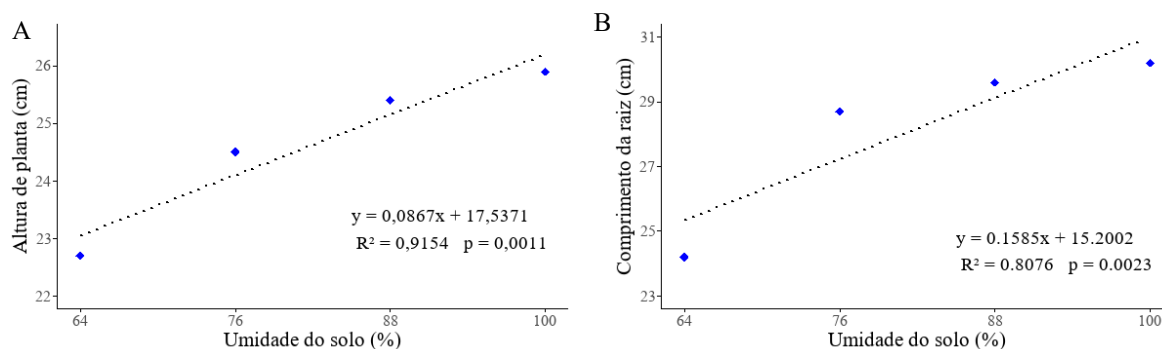 A
Altura de planta (cm)
26
25
24
23
22
y = 0,0867x + 17,5371
R² = 0,9154 p = 0,0011
64
76
88
100
Umidade do solo (%)
B
Comprimento da raiz (cm)
31
29
27
25
23
y = 0.1585x + 15.2002
R² = 0.8076 p = 0.0023
64
76
88
100
Umidade do solo (%)